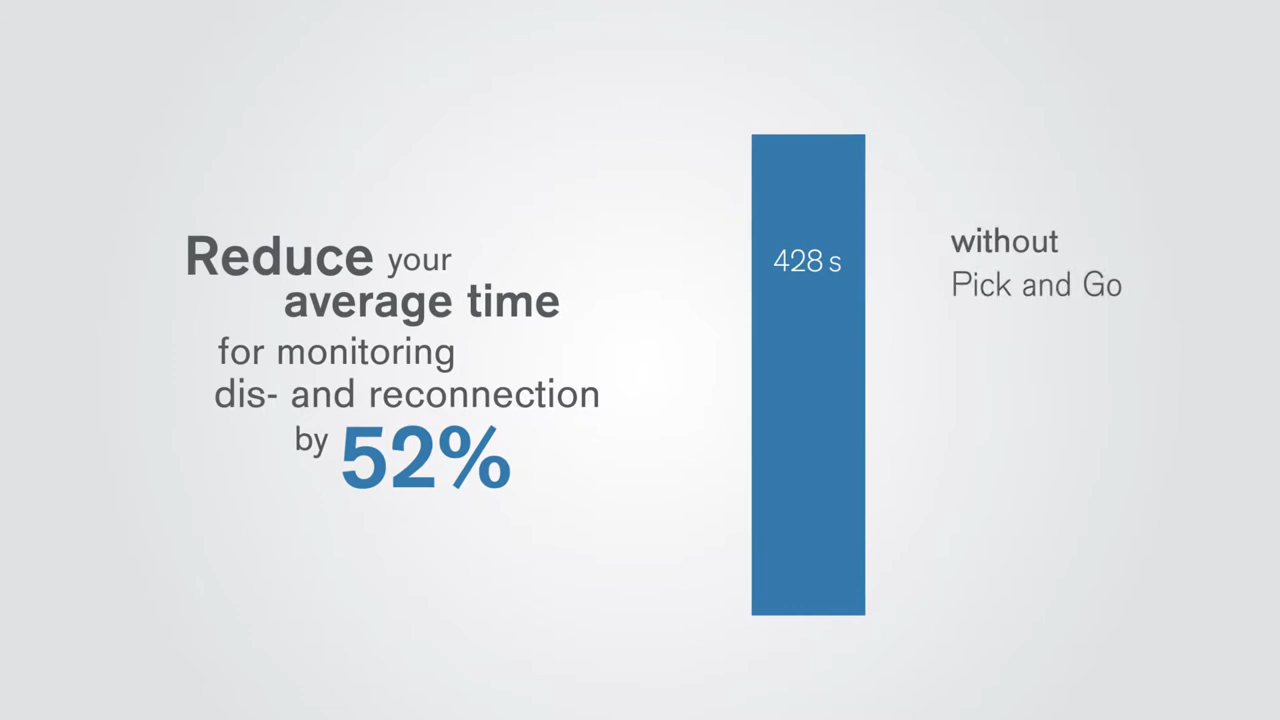 Reduce your
average time
for monitoring
dis- and reconnection
by 52%
428 s
without
Pick and Go